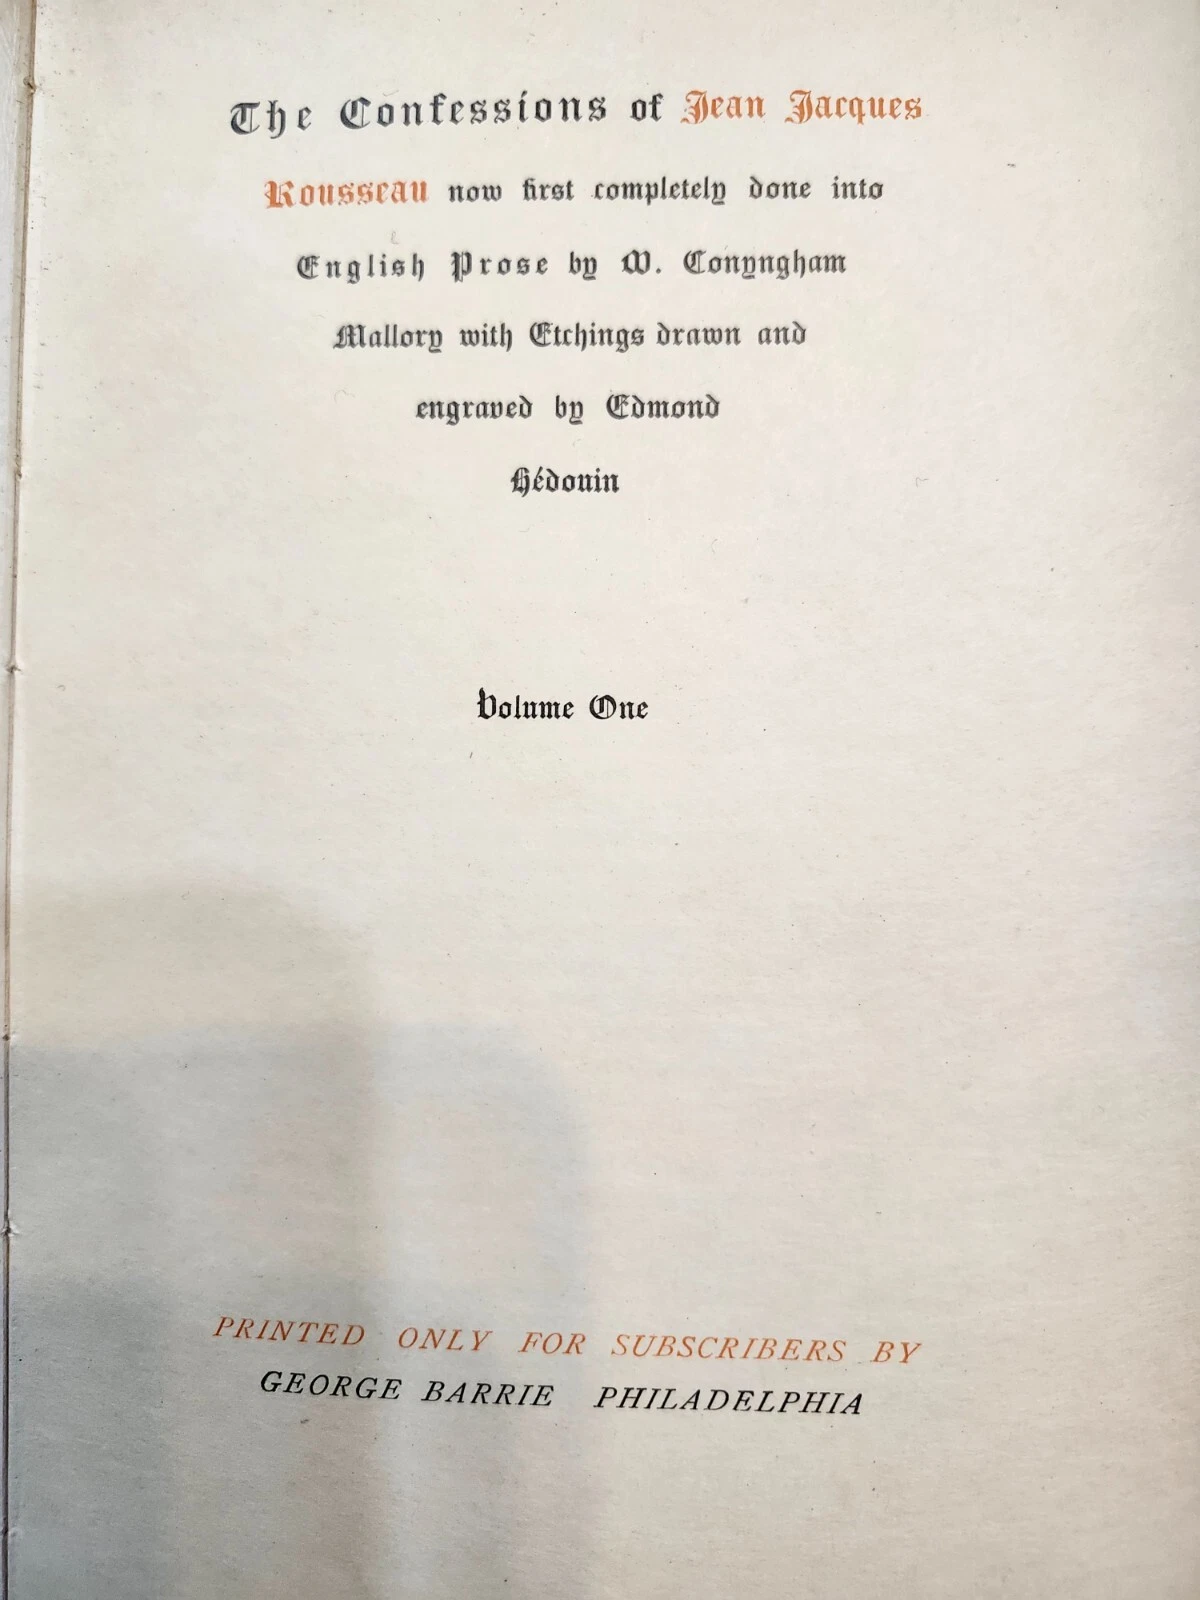 The Confessions of Jean Jacques
Rousseau now first completely done into
English Prose by W. Conyngham
Mallory with Etchings drawn and
engraved by Edmond
Hédouin
Volume One
PRINTED ONLY FOR SUBSCRIBERS BY
GEORGE BARRIE PHILADELPHIA